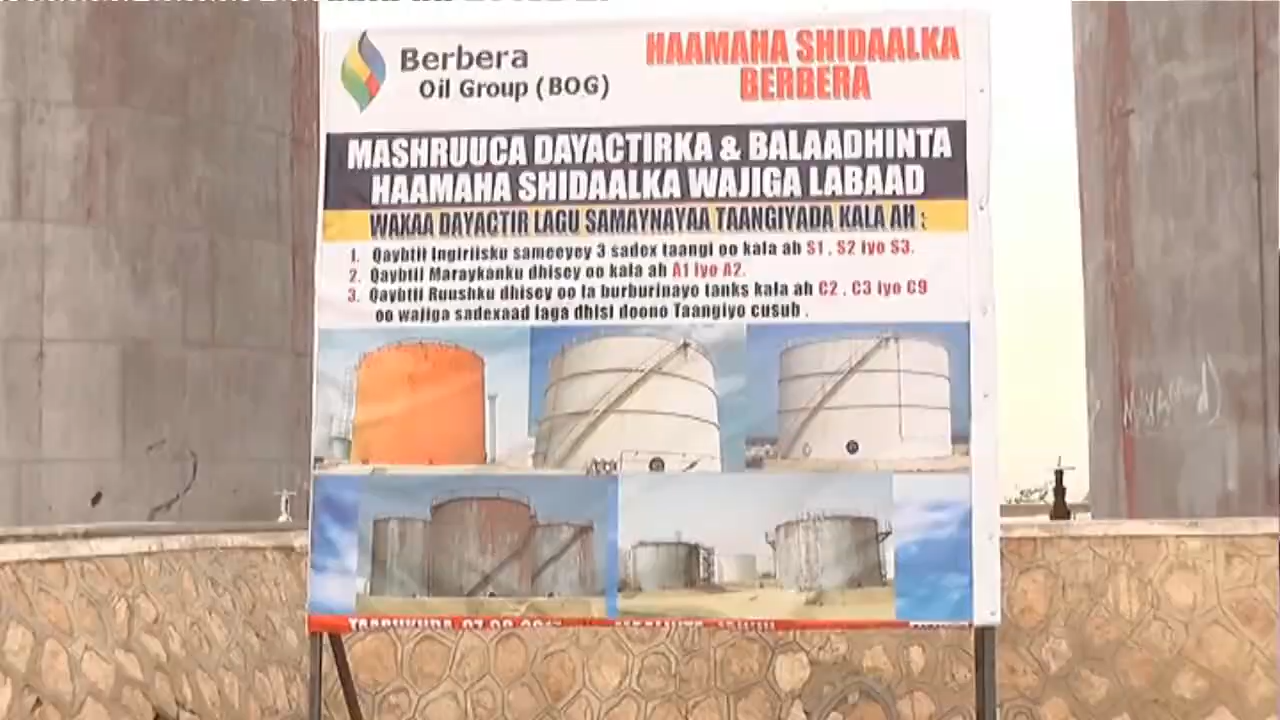 Berbera
Oil Group (BOG)
HAAMAHA SHIDAALKA
BERBERA
MASHRUUCA DAYACTIRKA & BALAADHINTA
HAAMAHA SHIDAALKA WAJIGA LABAAD
WAXAA DAYACTIR LAGU SAMAYNAYAA TAANGIYADA KALA AH :
1. Qaybtii Ingiriisku sameeyey 3 sadex taangi oo kala ah S1 , S2 iyo S3.
2. Qaybtii Maraykanku dhisey oo kala ah A1 iyo A2.
3. Qaybtii Ruushku dhisey oo la burburinayo tanks kala ah C2 , C3 iyo C9
oo wajiga sadexaad laga dhisi doono Taangiyo cusub .